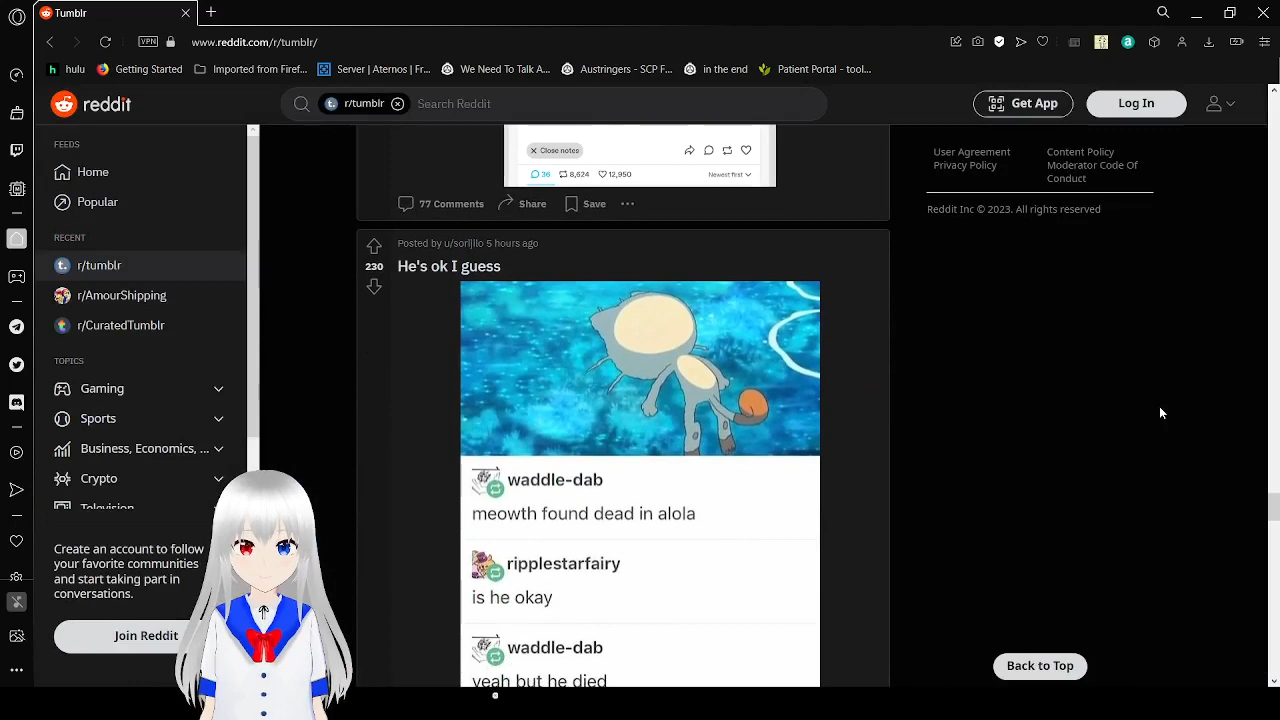 Tumblr
VPN
www.reddit.com/r/tumblr/
hulu
Getting Started
Imported from Firef...
Server | Aternos | Fr...
We Need To Talk A...
Austringers - SCP F...
in the end
Patient Portal - tool...
reddit
r/tumblr
Search Reddit
Get App
Log In
FEEDS
Home
Popular
RECENT
r/tumblr
r/AmourShipping
r/CuratedTumblr
TOPICS
Gaming
Sports
Business, Economics, ...
Crypto
Television
Create an account to follow
your favorite communities
and start taking part in
conversations.
Join Reddit
Close notes
36 8,624 12,950
Newest first
77 Comments
Share
Save
Posted by u/sorl|llo 5 hours ago
230
He's ok I guess
waddle-dab
meowth found dead in alola
ripplestarfairy
is he okay
waddle-dab
yeah but he died
User Agreement
Privacy Policy
Content Policy
Moderator Code Of
Conduct
Reddit Inc © 2023. All rights reserved
Back to Top